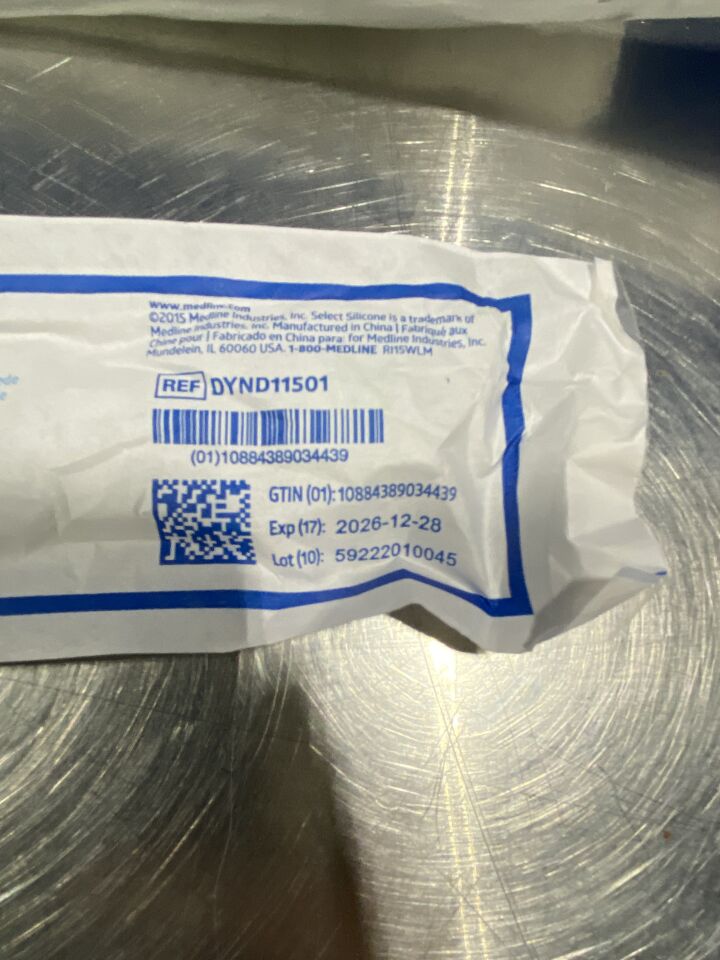 www.medline.com
©2015 Medline Industries, Inc. Select Silicone is a trademark of
Medline Industries, Inc. Manufactured in China | Fabriqué aux
Chine pour | Fabricado en China para: for Medline Industries, Inc.
Mundelein, IL 60060 USA. 1-800-MEDLINE RI15WLM
REF DYND11501
(01)10884389034439
GTIN (01): 10884389034439
Exp (17): 2026-12-28
Lot (10): 59222010045